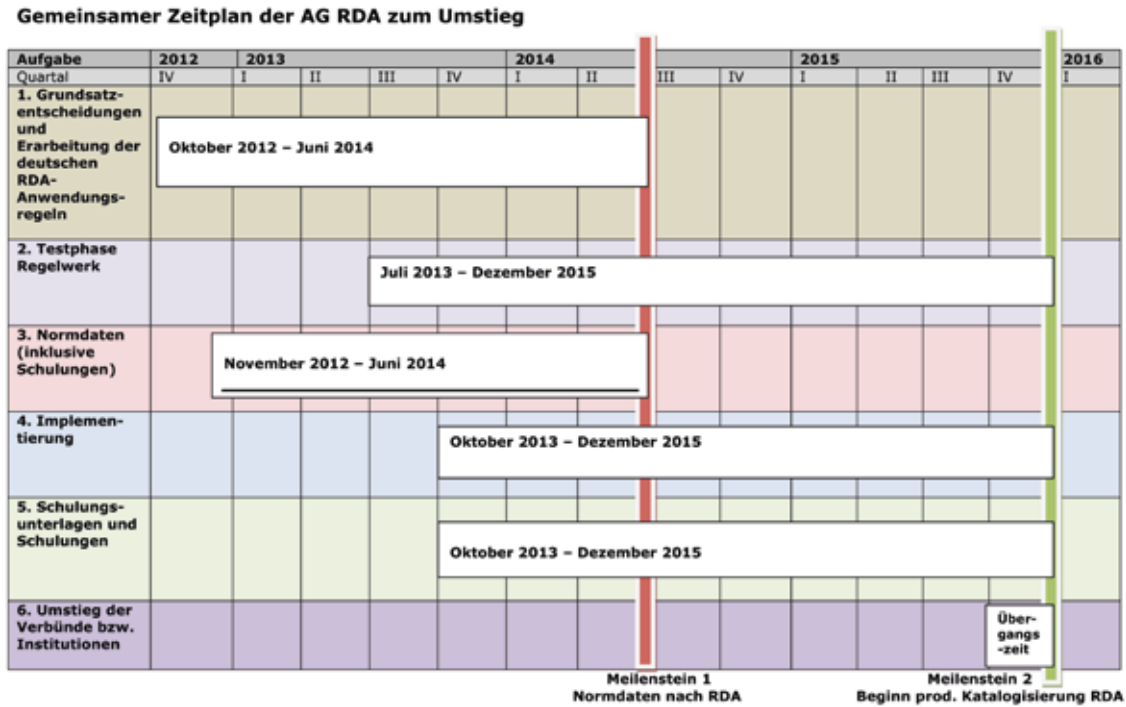 Gemeinsamer Zeitplan der AG RDA zum Umstieg
Aufgabe 2012 2013 2014 2015 2016
Quartal IV I II III IV I II III IV I II III IV I
1. Grundsatz-
entscheidungen
und
Erarbeitung der
deutschen
RDA-
Anwendungs-
regeln
Oktober 2012 – Juni 2014
2. Testphase
Regelwerk
Juli 2013 – Dezember 2015
3. Normdaten
(inklusive
Schulungen)
November 2012 – Juni 2014
4. Implemen-
tierung
Oktober 2013 – Dezember 2015
5. Schulungs-
unterlagen und
Schulungen
Oktober 2013 – Dezember 2015
6. Umstieg der
Verbünde bzw.
Institutionen
Über-
gangs
-zeit
Meilenstein 1
Normdaten nach RDA
Meilenstein 2
Beginn prod. Katalogisierung RDA